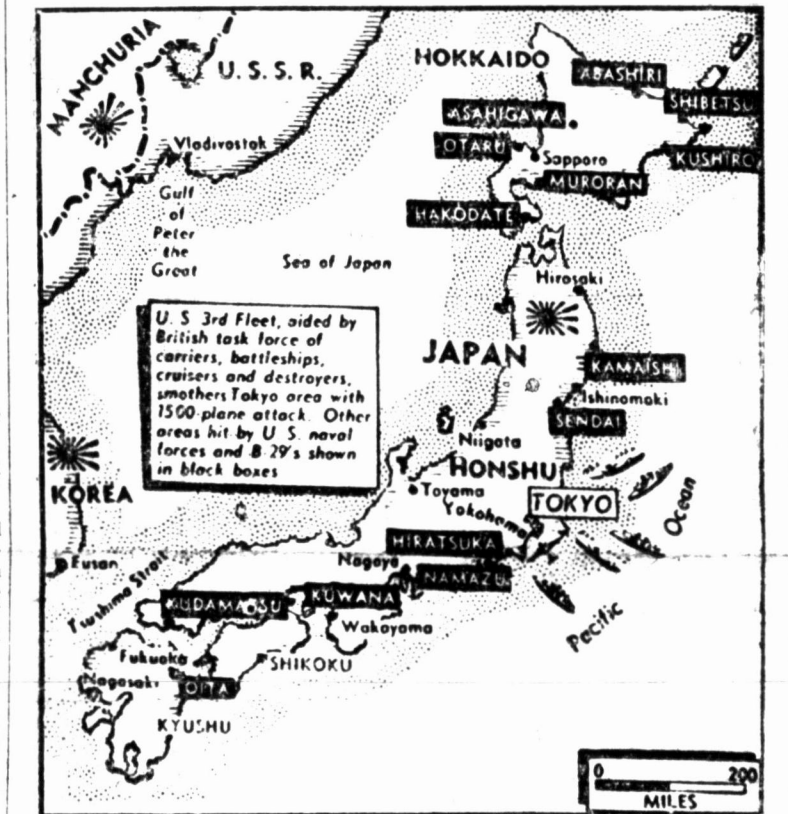 MANCHURIA
U. S. S. R.
HOKKAIDO
ABASHIRI
SHIBETSU
ASAHIGAWA
OTARU
Sapporo
KUSHIRO
MURORAN
Vladivostok
HAKODATE
Gulf
of
Peter
the
Great
Sea of Japan
Hirosaki
U. S 3rd Fleet, aided by
British task force of
carriers, battleships,
cruisers and destroyers,
smothers Tokyo area with
1500-plane attack. Other
areas hit by U. S. naval
forces and B-29's shown
in black boxes
JAPAN
KAMAISHI
Ishinomaki
SENDAI
Niigata
HONSHU
KOREA
Toyama
TOKYO
Yokohama
Ocean
Pacific
HIRATSUKA
Nagoya
NAMAZU
Fusan
Tsushima Strait
KUDAMATSU
KUWANA
Wakayama
Fukuoka
SHIKOKU
Nagasaki
OITA
KYUSHU
0 200
MILES